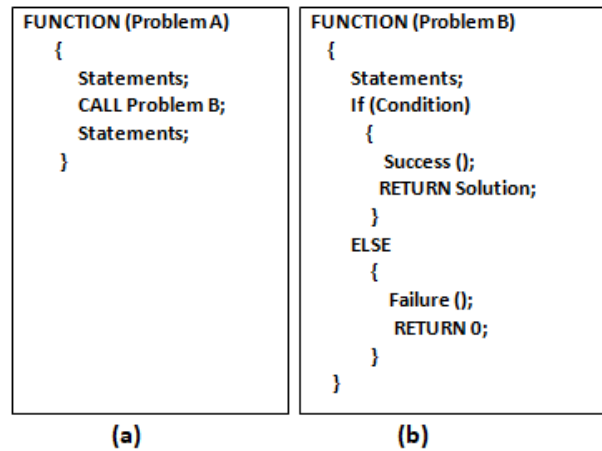 FUNCTION (Problem A)
{
Statements;
CALL Problem B;
Statements;
}
(a)
FUNCTION (Problem B)
{
Statements;
If (Condition)
{
Success ();
RETURN Solution;
}
ELSE
{
Failure ();
RETURN 0;
}
}
(b)